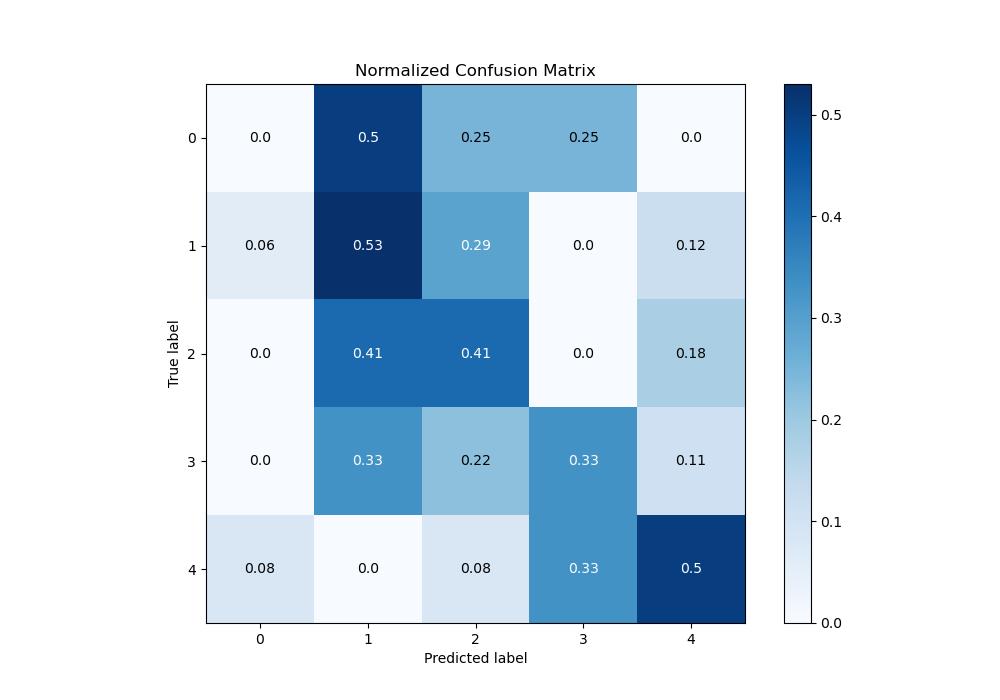 Normalized Confusion Matrix
0 0.0 0.5 0.25 0.25 0.0
1 0.06 0.53 0.29 0.0 0.12
2 0.0 0.41 0.41 0.0 0.18
3 0.0 0.33 0.22 0.33 0.11
4 0.08 0.0 0.08 0.33 0.5
0 1 2 3 4
True label
Predicted label
0.5
0.4
0.3
0.2
0.1
0.0